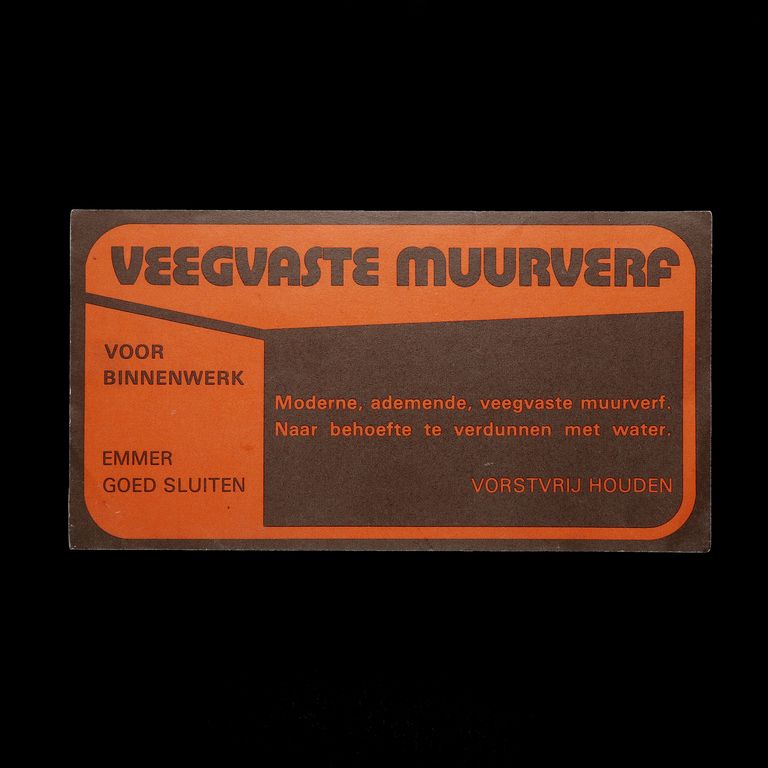 VEEGVASTE MUURVERF
VOOR
BINNENWERK
EMMER
GOED SLUITEN
Moderne, ademende, veegvaste muurverf.
Naar behoefte te verdunnen met water.
VORSTVRIJ HOUDEN